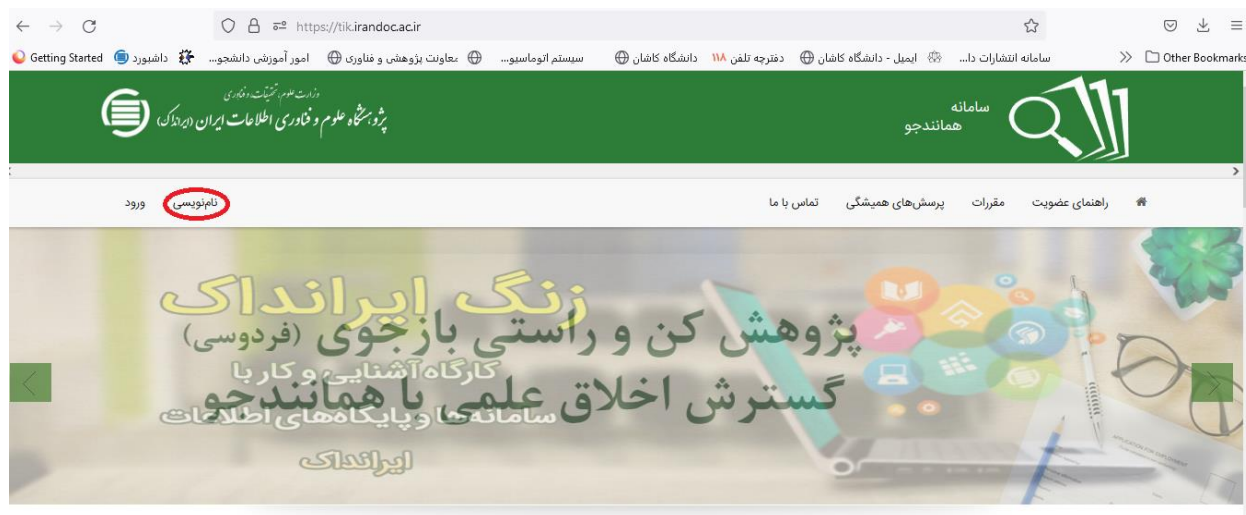 https://tik.irandoc.ac.ir
Getting Started داشبورد امور آموزشی دانشجو... معاونت پژوهشی و فناوری سیستم اتوماسیو... دانشگاه کاشان دفترچه تلفن ۱۱۸ ایمیل - دانشگاه کاشان سامانه انتشارات دا... Other Bookmarks
وزارت علوم، تحقیقات و فناوری
پژوهشگاه علوم و فناوری اطلاعات ایران (ایرانداک)
سامانه
همانندجو
راهنمای عضویت مقررات پرسش‌های همیشگی تماس با ما نام‌نویسی ورود
زنگ ایرانداک
پژوهش کن و راستی بازجوی (فردوسی)
کارگاه آشنایی و کار با
گسترش اخلاق علمی با همانندجو
سامانه‌ها و پایگاه‌های اطلاعات
ایرانداک